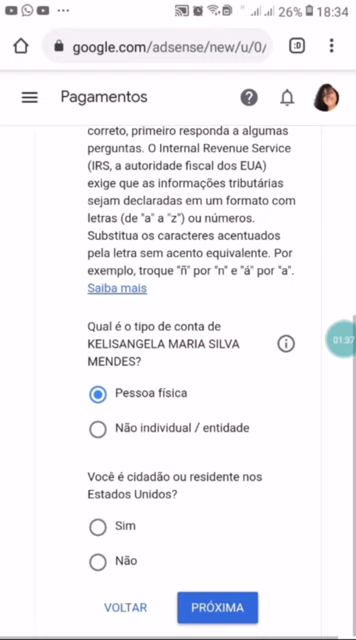 26% 18:34
google.com/adsense/new/u/0/
:D
Pagamentos
correto, primeiro responda a algumas
perguntas. O Internal Revenue Service
(IRS, a autoridade fiscal dos EUA)
exige que as informações tributárias
sejam declaradas em um formato com
letras (de "a" a "z") ou números.
Substitua os caracteres acentuados
pela letra sem acento equivalente. Por
exemplo, troque "ñ" por "n" e "á" por "a".
Saiba mais
Qual é o tipo de conta de
KELISANGELA MARIA SILVA
MENDES?
01:37
Pessoa física
Não individual / entidade
Você é cidadão ou residente nos
Estados Unidos?
Sim
Não
VOLTAR PRÓXIMA